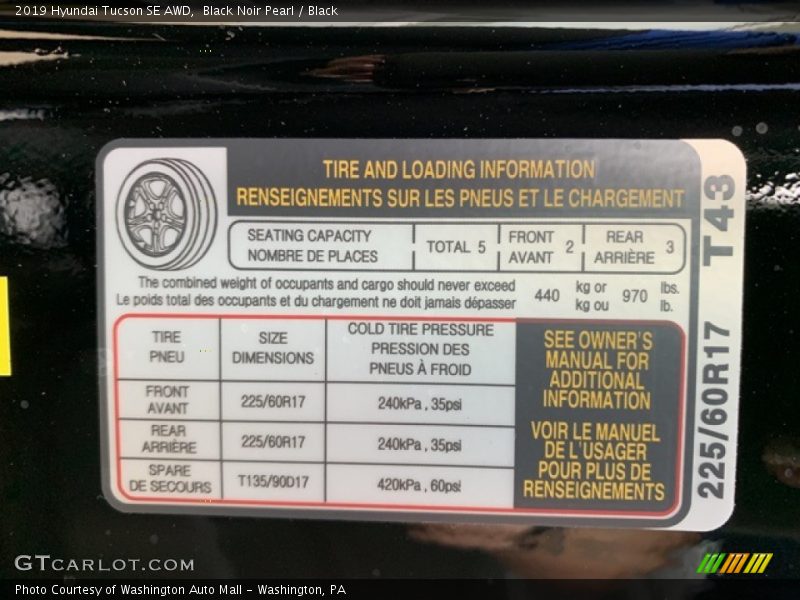 2019 Hyundai Tucson SE AWD,  Black Noir Pearl / Black
TIRE AND LOADING INFORMATION
RENSEIGNEMENTS SUR LES PNEUS ET LE CHARGEMENT
SEATING CAPACITY
NOMBRE DE PLACES
TOTAL 5
FRONT
AVANT
2
REAR
ARRIÈRE
3
The combined weight of occupants and cargo should never exceed
Le poids total des occupants et du chargement ne doit jamais dépasser
440
kg or
kg ou
970
lbs.
lb.
TIRE
PNEU
SIZE
DIMENSIONS
COLD TIRE PRESSURE
PRESSION DES
PNEUS À FROID
FRONT
AVANT
225/60R17
240kPa , 35psi
REAR
ARRIÈRE
225/60R17
240kPa , 35psi
SPARE
DE SECOURS
T135/90D17
420kPa , 60psi
SEE OWNER'S
MANUAL FOR
ADDITIONAL
INFORMATION
VOIR LE MANUEL
DE L'USAGER
POUR PLUS DE
RENSEIGNEMENTS
225/60R17 T43
GTCARLOT.COM
Photo Courtesy of Washington Auto Mall - Washington, PA